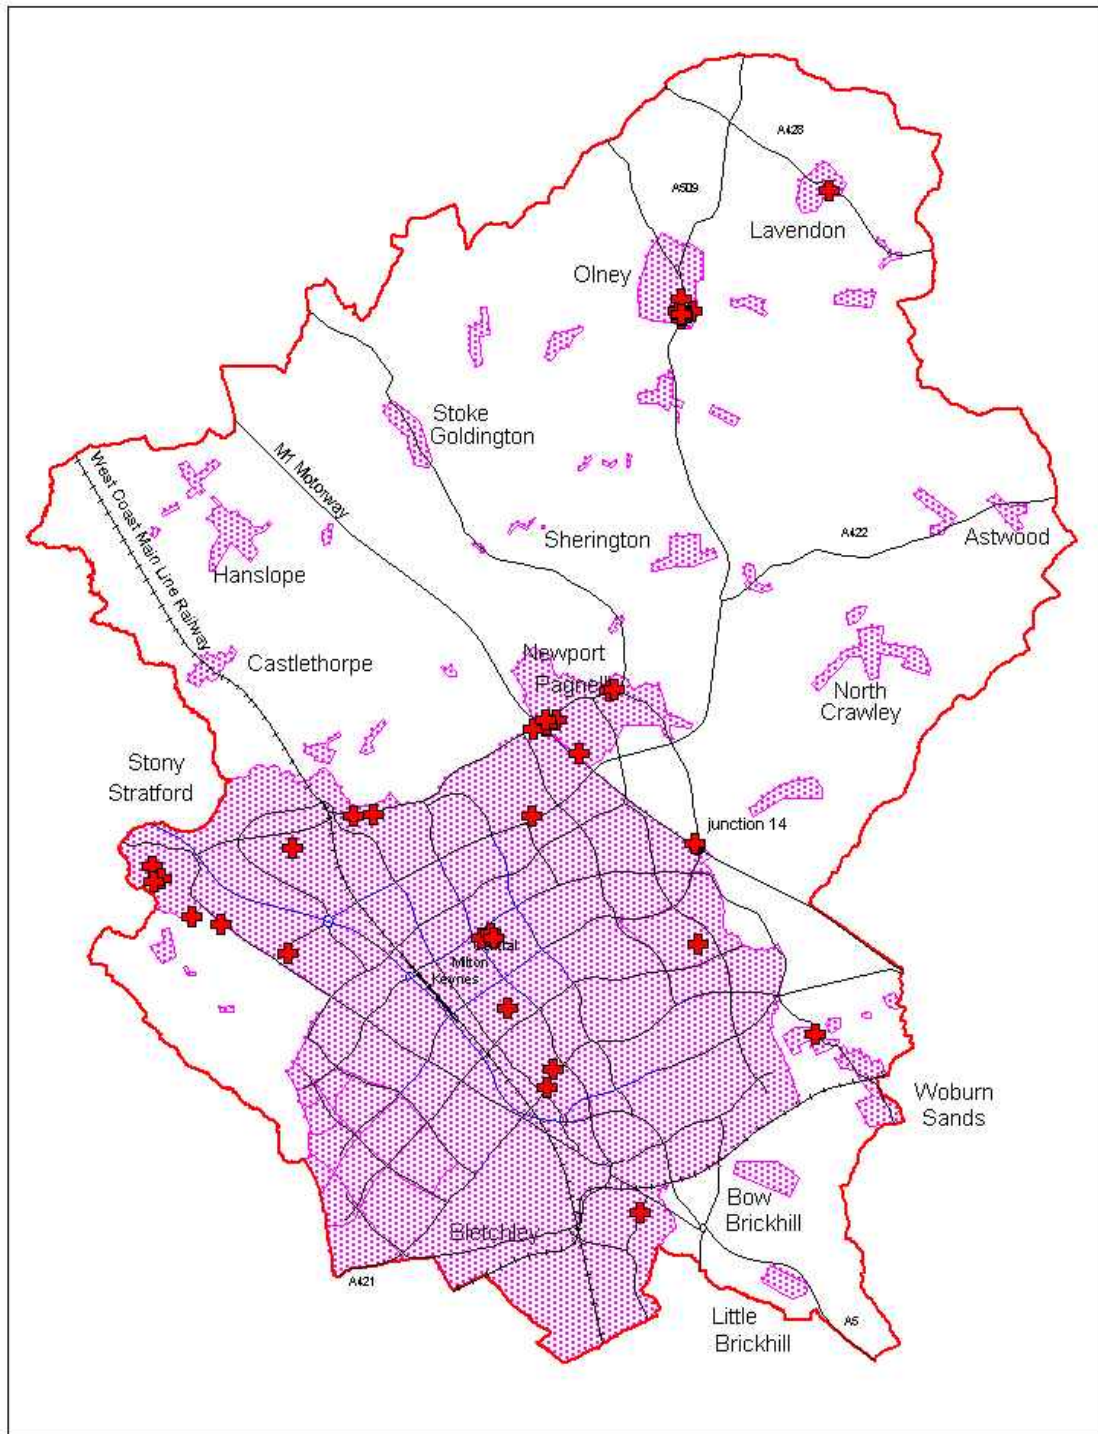 A428
A509
Lavendon
Olney
Stoke
Goldington
M1 Motorway
West Coast Main Line Railway
Sherington
A422
Astwood
Hanslope
Newport
Pagnell
Castlethorpe
North
Crawley
Stony
Stratford
junction 14
Milton
Keynes
Woburn
Sands
Bow
Brickhill
Bletchley
A421
Little
Brickhill
A5